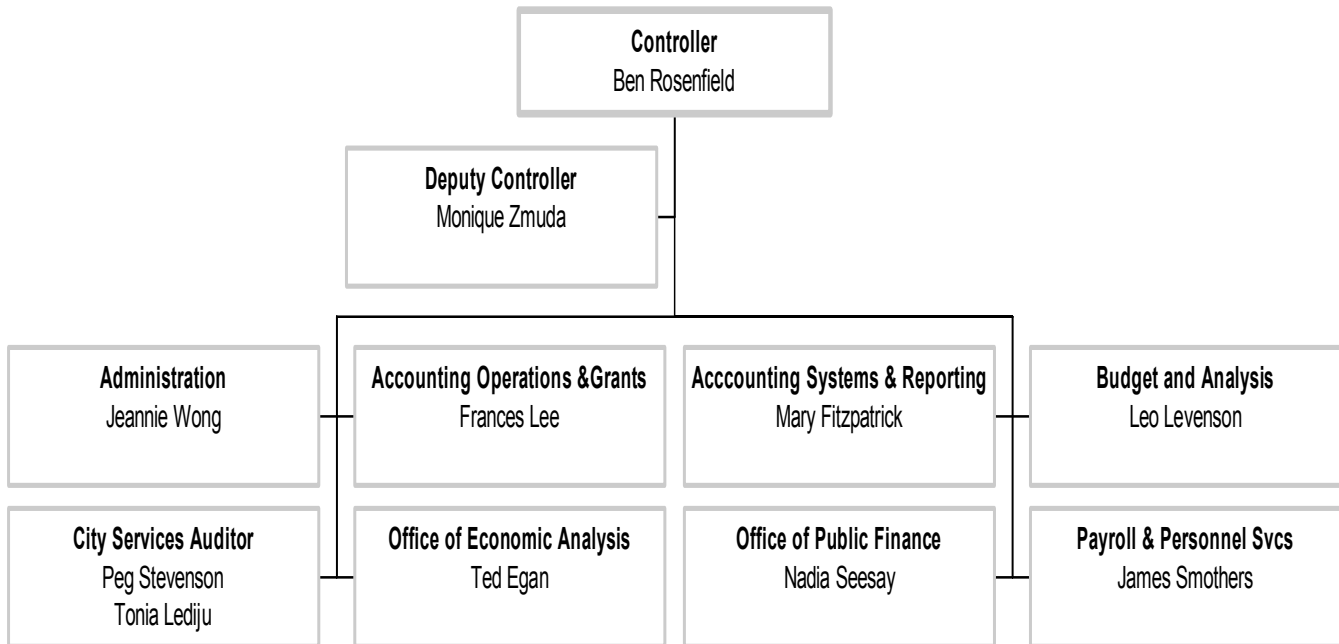 Controller
Ben Rosenfield
Deputy Controller
Monique Zmuda
Administration
Jeannie Wong
Accounting Operations &Grants
Frances Lee
Acccounting Systems & Reporting
Mary Fitzpatrick
Budget and Analysis
Leo Levenson
City Services Auditor
Peg Stevenson
Tonia Lediju
Office of Economic Analysis
Ted Egan
Office of Public Finance
Nadia Seesay
Payroll & Personnel Svcs
James Smothers